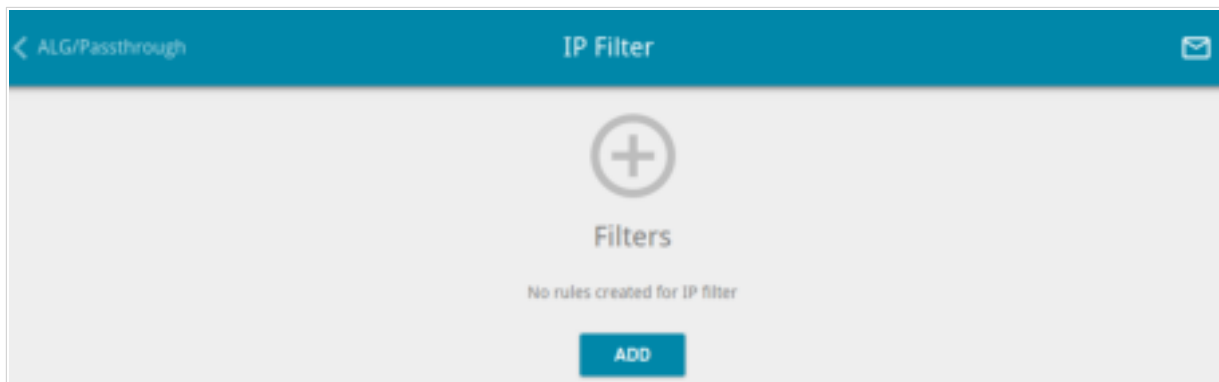 ALG/Passthrough
IP Filter
Filters
No rules created for IP filter
ADD